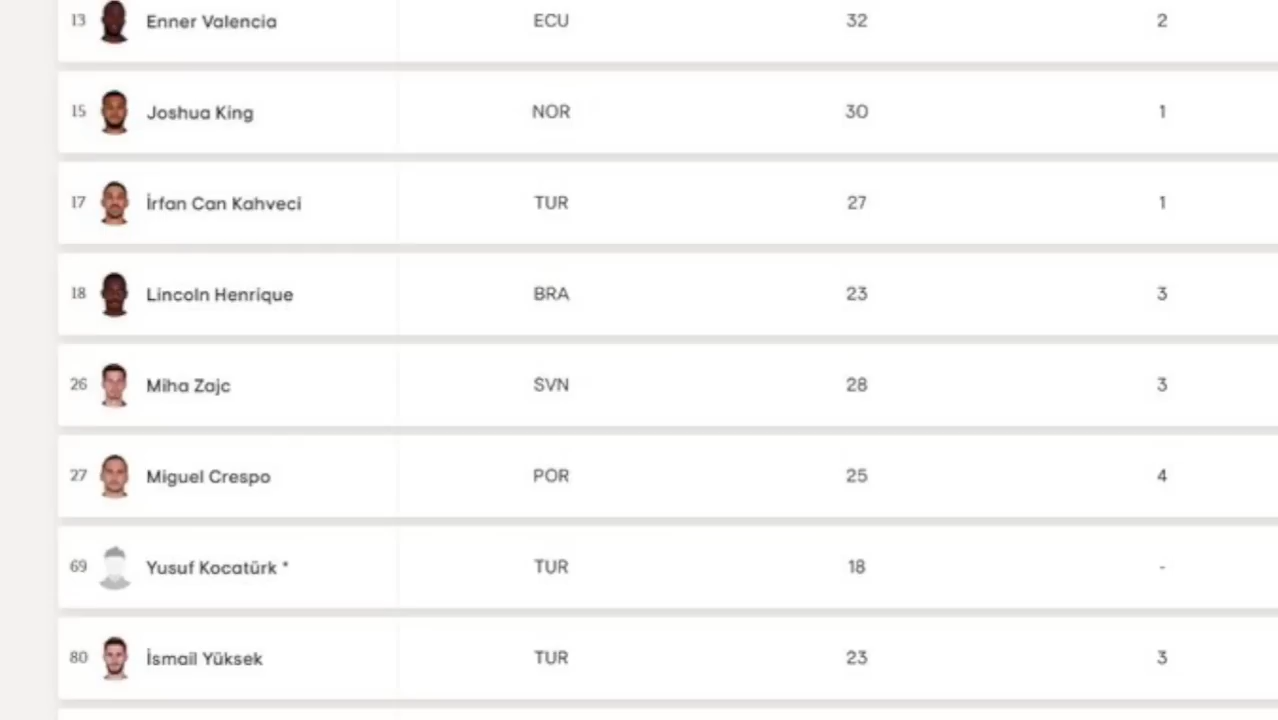 13 Enner Valencia ECU 32 2
15 Joshua King NOR 30 1
17 İrfan Can Kahveci TUR 27 1
18 Lincoln Henrique BRA 23 3
26 Miha Zajc SVN 28 3
27 Miguel Crespo POR 25 4
69 Yusuf Kocatürk * TUR 18 -
80 İsmail Yüksek TUR 23 3